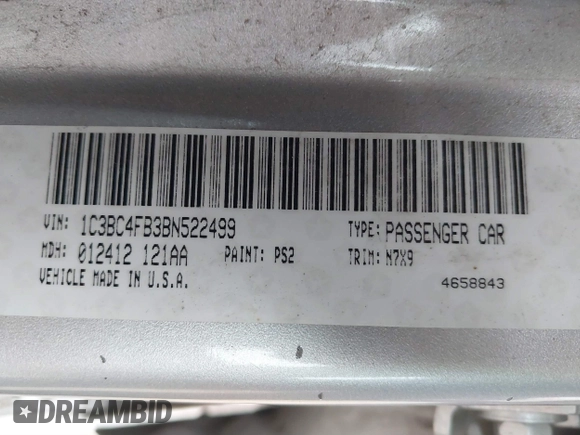 VIN: 1C3BC4FB3BN522499 TYPE: PASSENGER CAR
MDH: 012412 121AA PAINT: PS2 TRIM: N7X9
VEHICLE MADE IN U.S.A. 4658843
DREAMBID